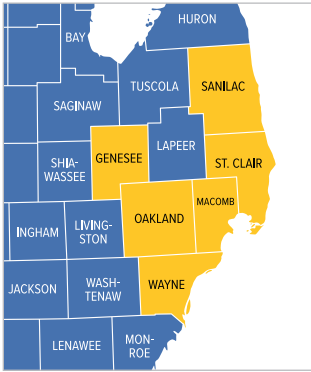 HURON
BAY
TUSCOLA
SANILAC
SAGINAW
LAPEER
GENESEE
SHIA-
WASSEE
ST. CLAIR
MACOMB
OAKLAND
INGHAM
LIVING-
STON
WAYNE
JACKSON
WASH-
TENAW
LENAWEE
MON-
ROE